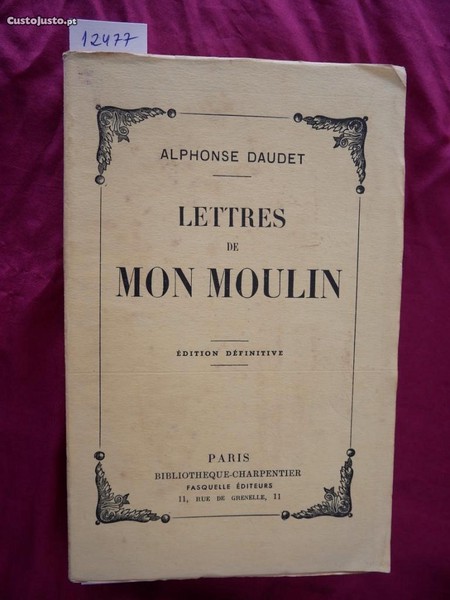 CustoJusto.pt
12477
ALPHONSE DAUDET
LETTRES
DE
MON MOULIN
ÉDITION DÉFINITIVE
PARIS
BIBLIOTHEQUE-CHARPENTIER
FASQUELLE ÉDITEURS
11, RUE DE GRENELLE, 11